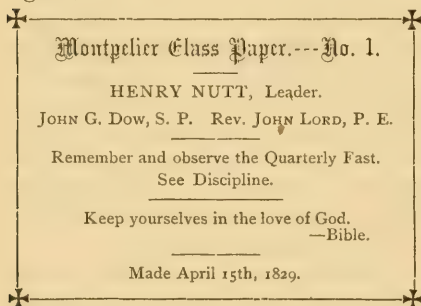 Montpelier Class Paper.---No. 1.
HENRY NUTT, Leader.
JOHN G. DOW, S. P. Rev. JOHN LORD, P. E.
Remember and observe the Quarterly Fast.
See Discipline.
Keep yourselves in the love of God.
—Bible.
Made April 15th, 1829.